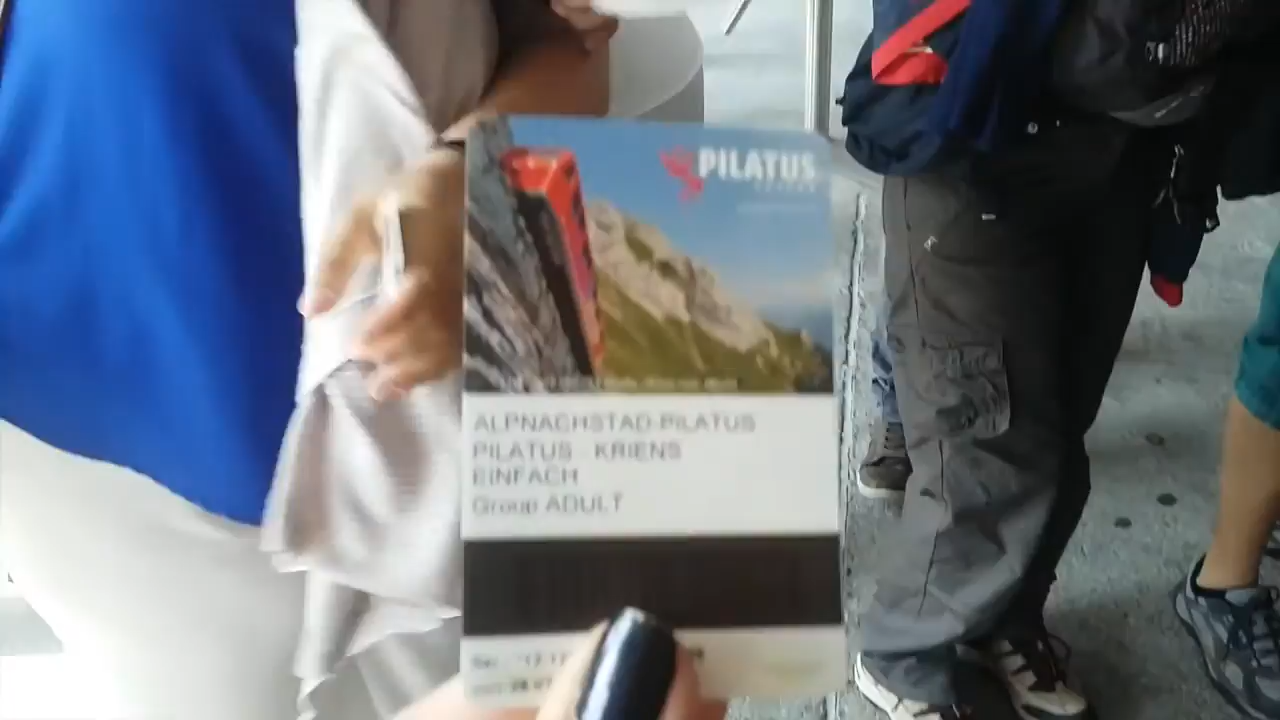 PILATUS
ALPNACHSTAD-PILATUS
PILATUS - KRIENS
EINFACH
Group ADULT